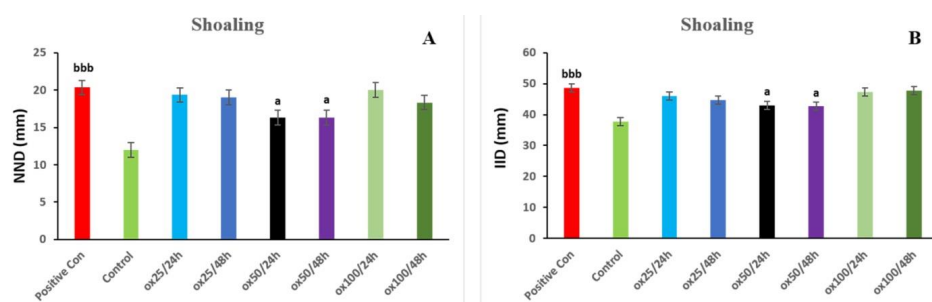 Shoaling
A
NND (mm)
25
20
15
10
5
0
bbb
a
a
Positive Con
Control
ox25/24h
ox25/48h
ox50/24h
ox50/48h
ox100/24h
ox100/48h
Shoaling
B
IID (mm)
60
50
40
30
20
10
0
bbb
a
a
Positive Con
Control
ox25/24h
ox25/48h
ox50/24h
ox50/48h
ox100/24h
ox100/48h